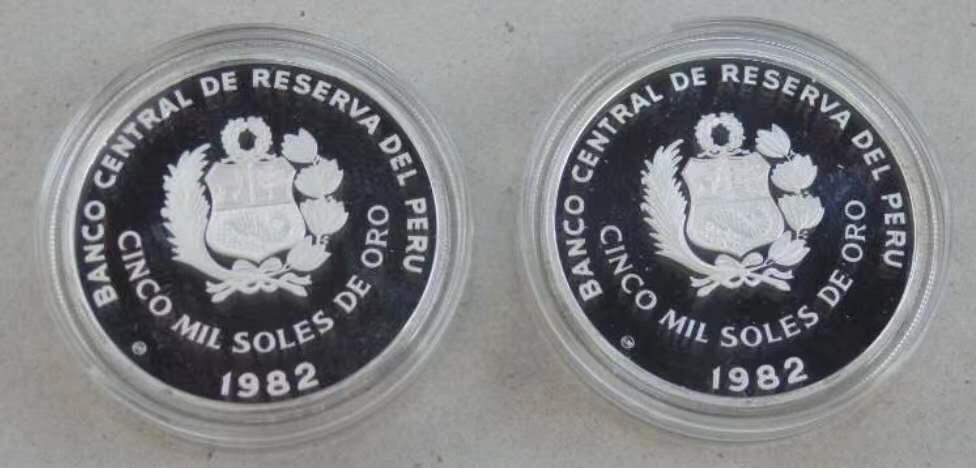 BANCO CENTRAL DE RESERVA DEL PERU
CINCO MIL SOLES DE ORO
1982
BANCO CENTRAL DE RESERVA DEL PERU
CINCO MIL SOLES DE ORO
1982